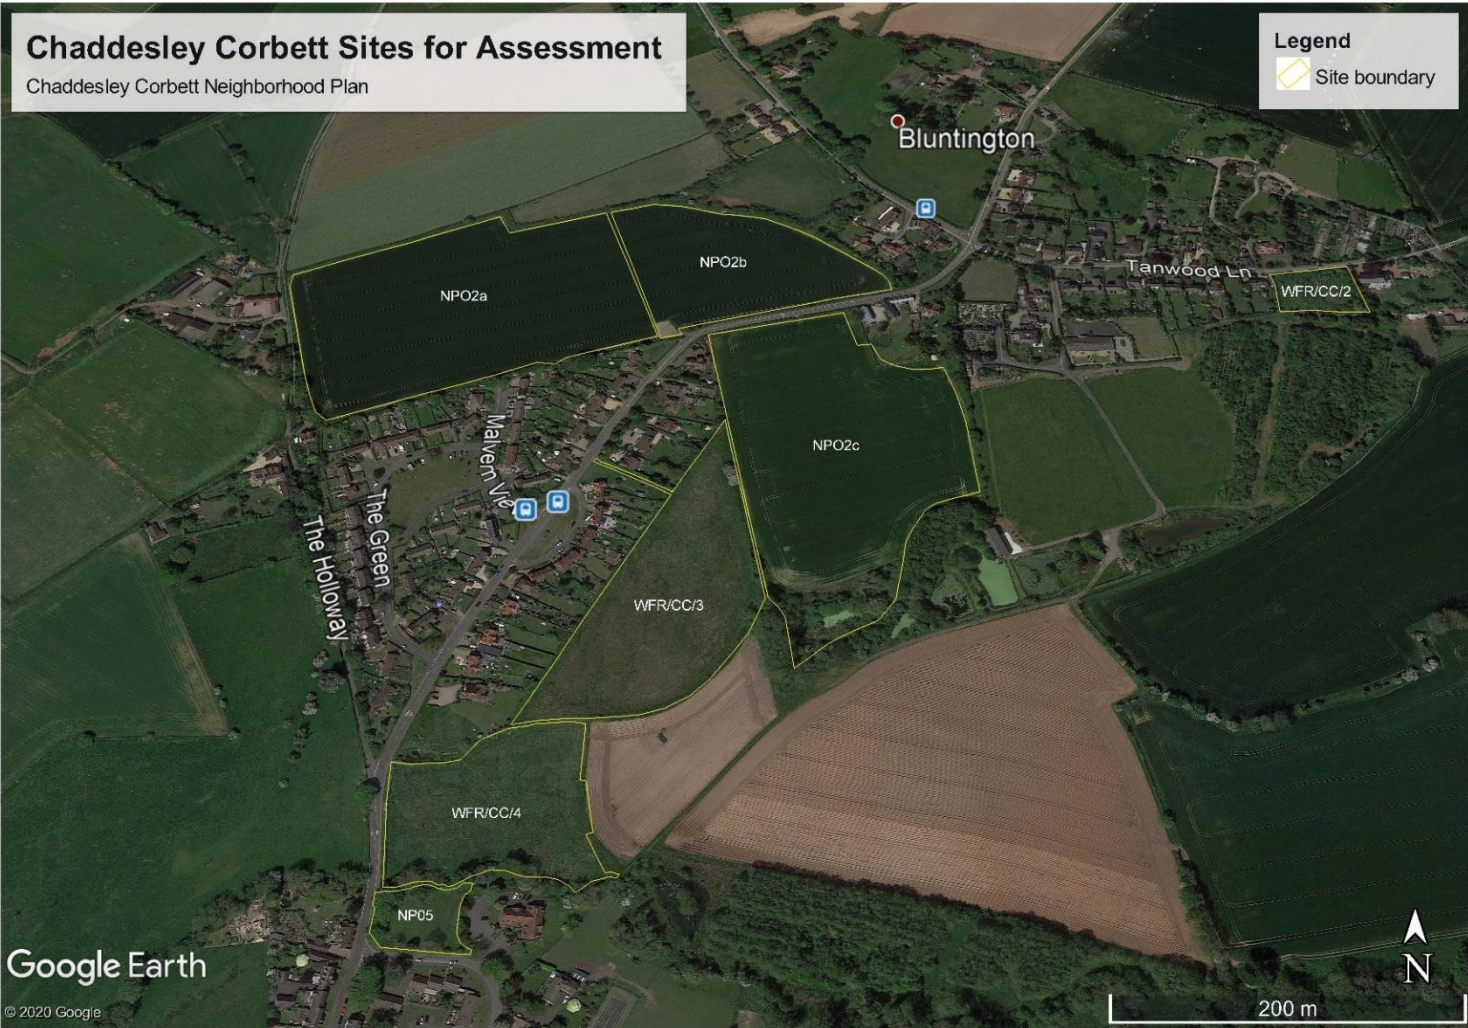 Chaddesley Corbett Sites for Assessment
Chaddesley Corbett Neighborhood Plan
Legend
Site boundary
Bluntington
Tanwood Ln
NPO2b
NPO2a
WFR/CC/2
NPO2c
Malvern View
The Green
The Holloway
WFR/CC/3
WFR/CC/4
NP05
Google Earth
© 2020 Google
N
200 m